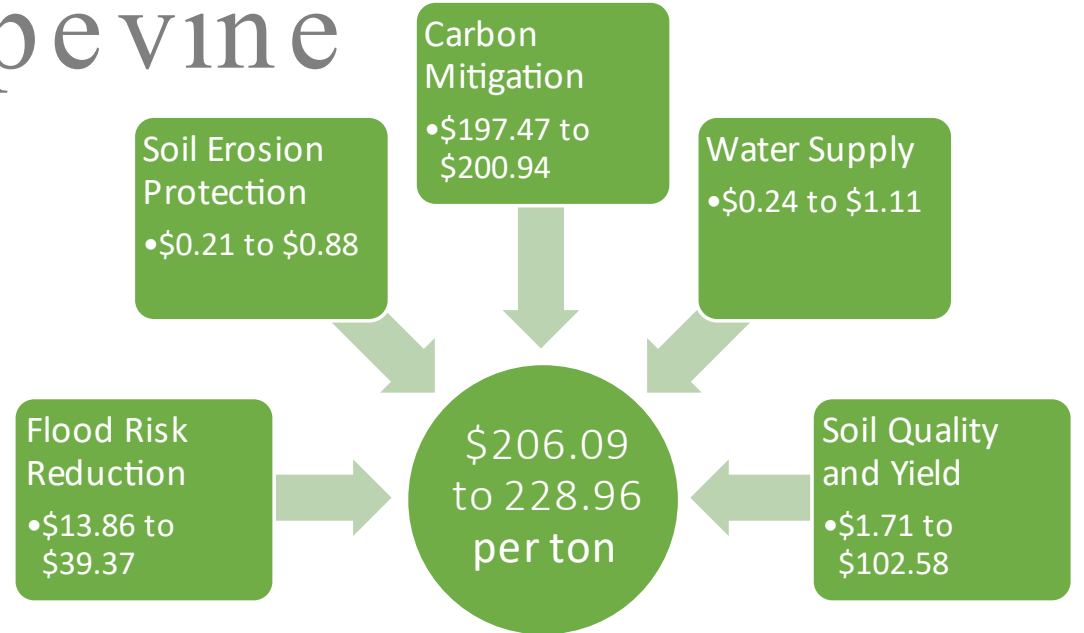 Carbon
Mitigation
•$197.47 to
$200.94
Soil Erosion
Protection
•$0.21 to $0.88
Water Supply
•$0.24 to $1.11
Flood Risk
Reduction
•$13.86 to
$39.37
$206.09
to 228.96
per ton
Soil Quality
and Yield
•$1.71 to
$102.58